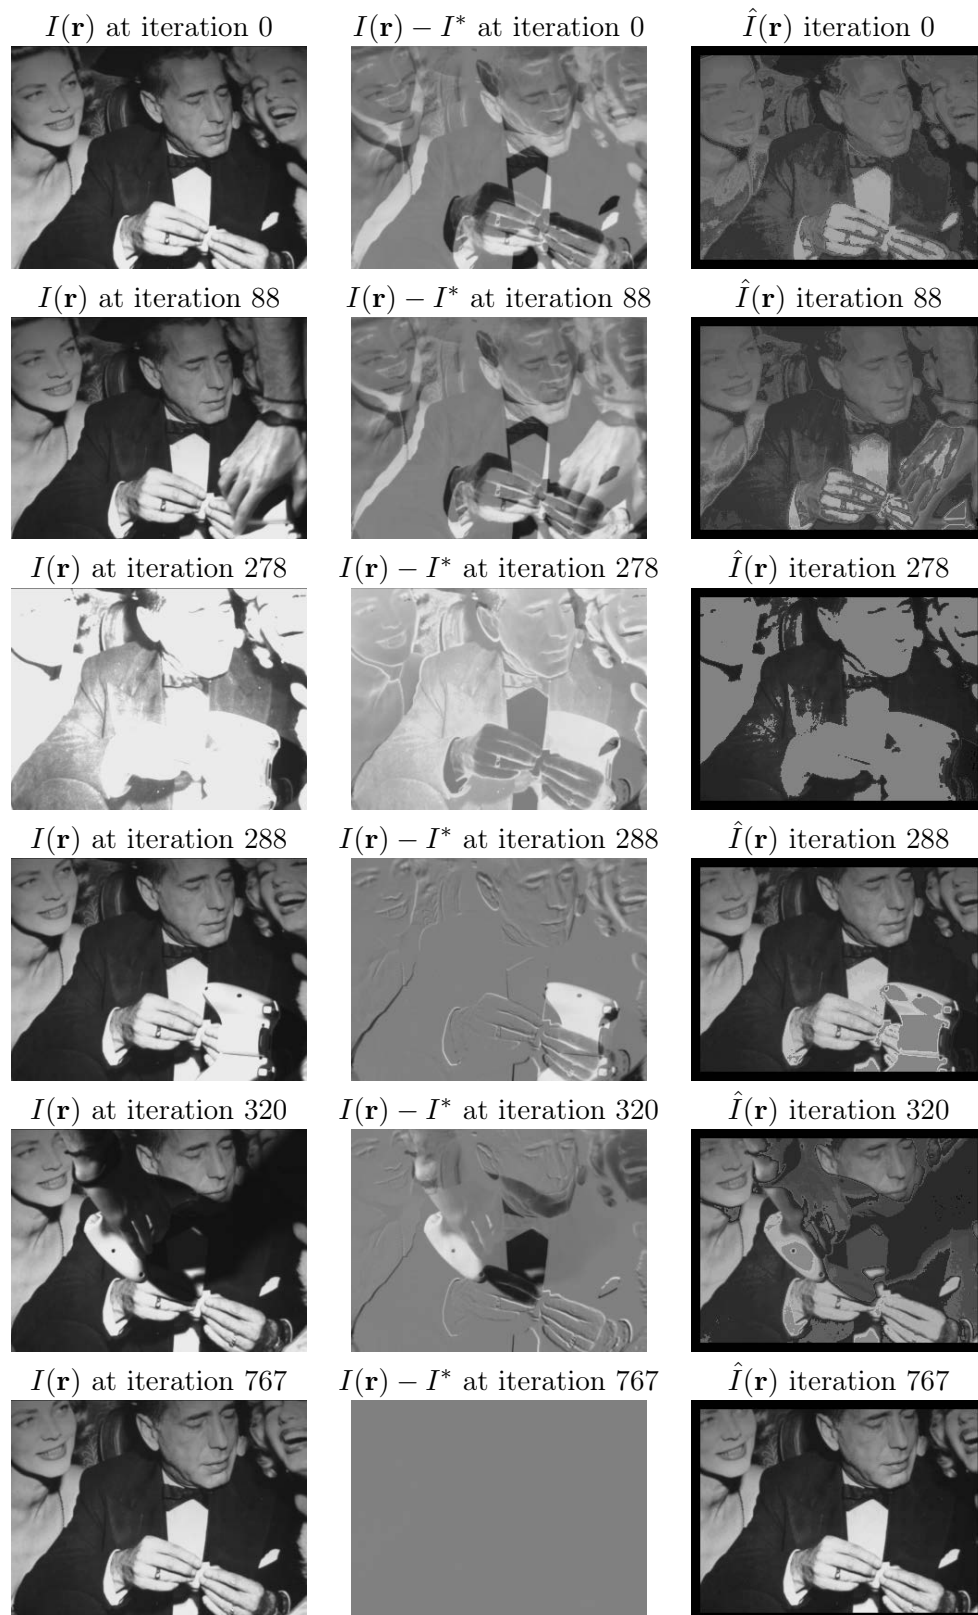 I(r) at iteration 0 I(r) − I* at iteration 0 Î(r) iteration 0
I(r) at iteration 88 I(r) − I* at iteration 88 Î(r) iteration 88
I(r) at iteration 278 I(r) − I* at iteration 278 Î(r) iteration 278
I(r) at iteration 288 I(r) − I* at iteration 288 Î(r) iteration 288
I(r) at iteration 320 I(r) − I* at iteration 320 Î(r) iteration 320
I(r) at iteration 767 I(r) − I* at iteration 767 Î(r) iteration 767